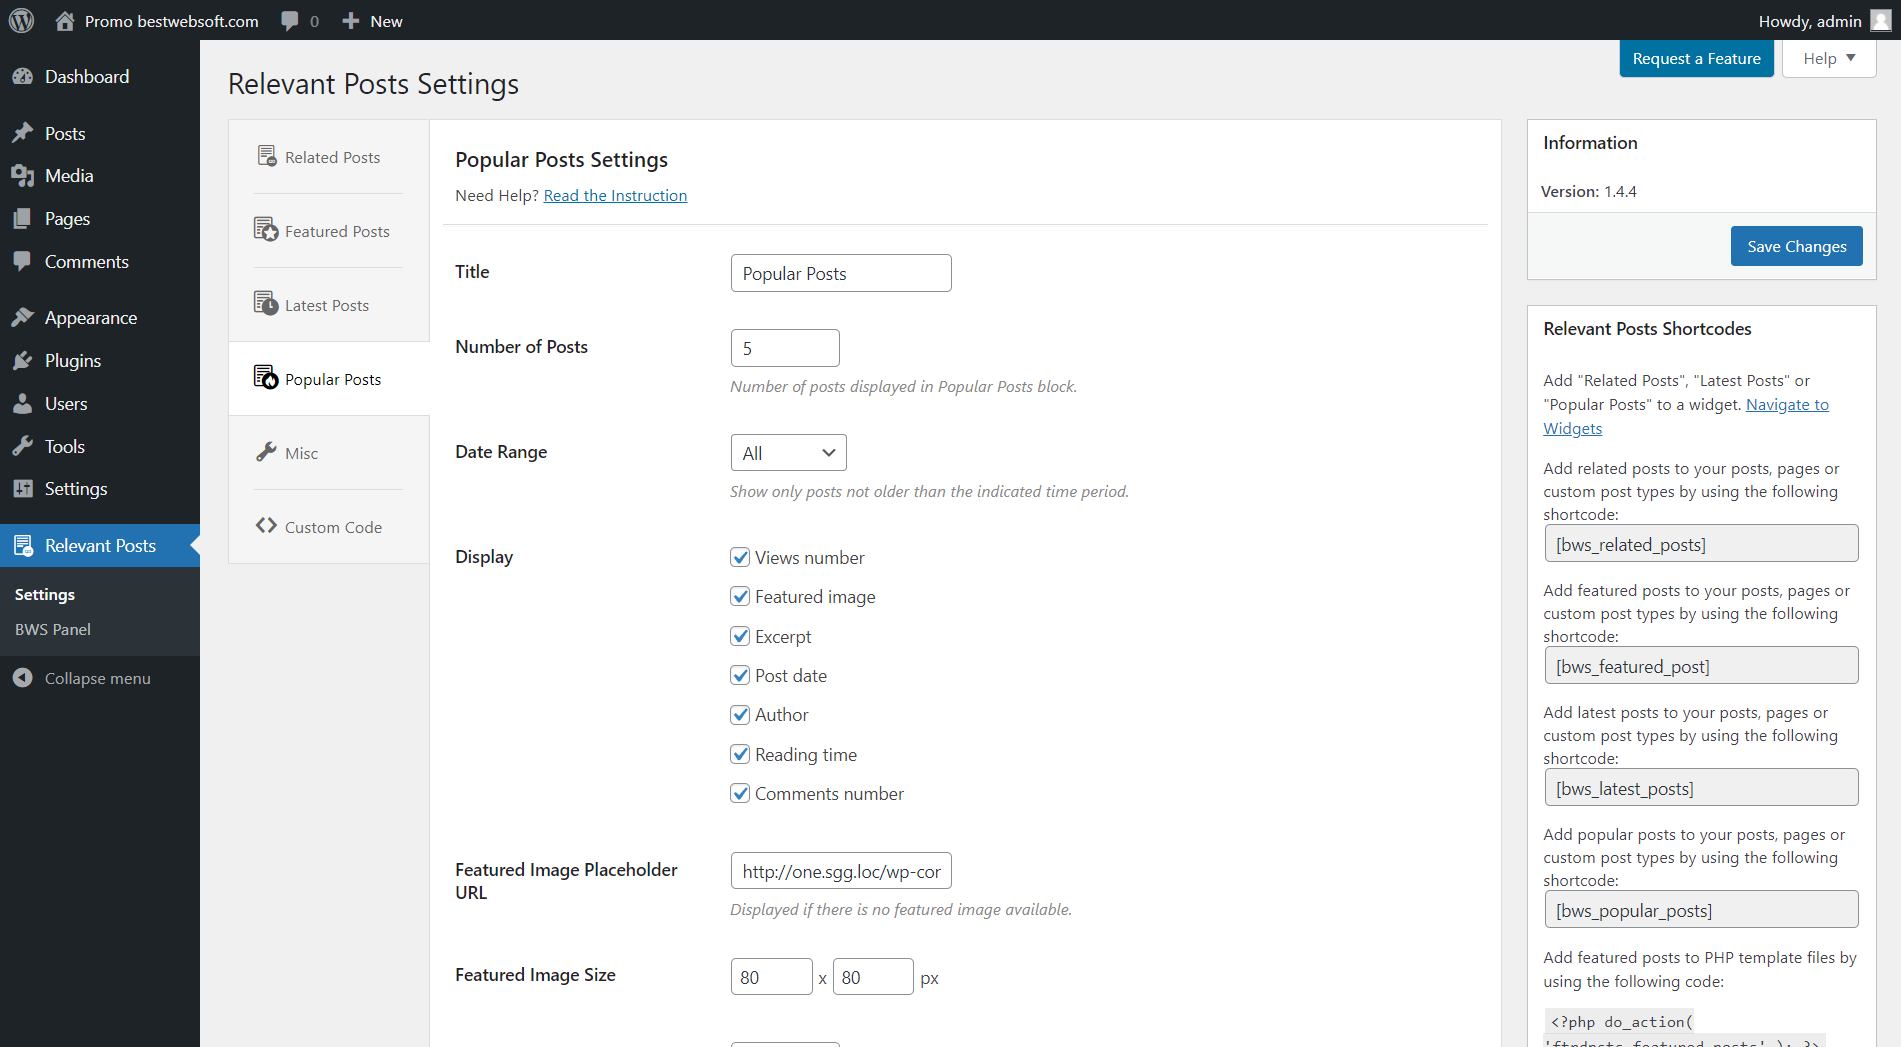 Promo bestwebsoft.com
0
New
Howdy, admin
Dashboard
Posts
Media
Pages
Comments
Appearance
Plugins
Users
Tools
Settings
Relevant Posts
Settings
BWS Panel
Collapse menu
Request a Feature
Help
Relevant Posts Settings
Related Posts
Featured Posts
Latest Posts
Popular Posts
Misc
Custom Code
Popular Posts Settings
Need Help? Read the Instruction
Title
Popular Posts
Number of Posts
5
Number of posts displayed in Popular Posts block.
Date Range
All
Show only posts not older than the indicated time period.
Display
Views number
Featured image
Excerpt
Post date
Author
Reading time
Comments number
Featured Image Placeholder
URL
http://one.sgg.loc/wp-cor
Displayed if there is no featured image available.
Featured Image Size
80 x 80 px
Information
Version: 1.4.4
Save Changes
Relevant Posts Shortcodes
Add "Related Posts", "Latest Posts" or
"Popular Posts" to a widget. Navigate to
Widgets
Add related posts to your posts, pages or
custom post types by using the following
shortcode:
[bws_related_posts]
Add featured posts to your posts, pages or
custom post types by using the following
shortcode:
[bws_featured_post]
Add latest posts to your posts, pages or
custom post types by using the following
shortcode:
[bws_latest_posts]
Add popular posts to your posts, pages or
custom post types by using the following
shortcode:
[bws_popular_posts]
Add featured posts to PHP template files by
using the following code:
<?php do_action(